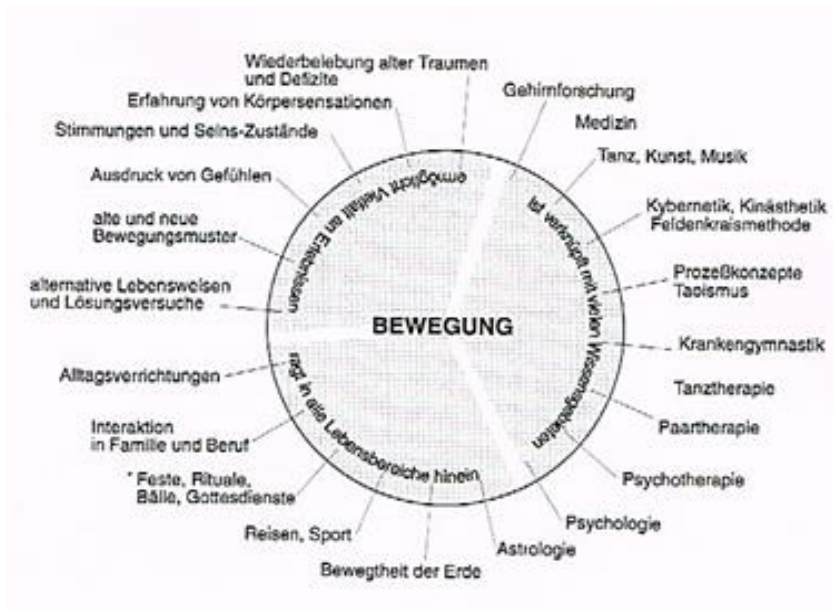 Wiederbelebung alter Traumen
und Defizite
Erfahrung von Körpersensationen
Stimmungen und Seins-Zustände
Ausdruck von Gefühlen
alte und neue
Bewegungsmuster
alternative Lebensweisen
und Lösungsversuche
ermöglicht Vielfalt an Erlebnissen
Gehirnforschung
Medizin
Tanz, Kunst, Musik
Kybernetik, Kinästhetik
Feldenkraismethode
Prozeßkonzepte
Taoismus
Krankengymnastik
Tanztherapie
Paartherapie
Psychotherapie
Psychologie
ist verknüpft mit vielen Wissensgebieten
BEWEGUNG
Alltagsverrichtungen
Interaktion
in Familie und Beruf
* Feste, Rituale,
Bälle, Gottesdienste
Reisen, Sport
Bewegtheit der Erde
Astrologie
ragt in alle Lebensbereiche hinein